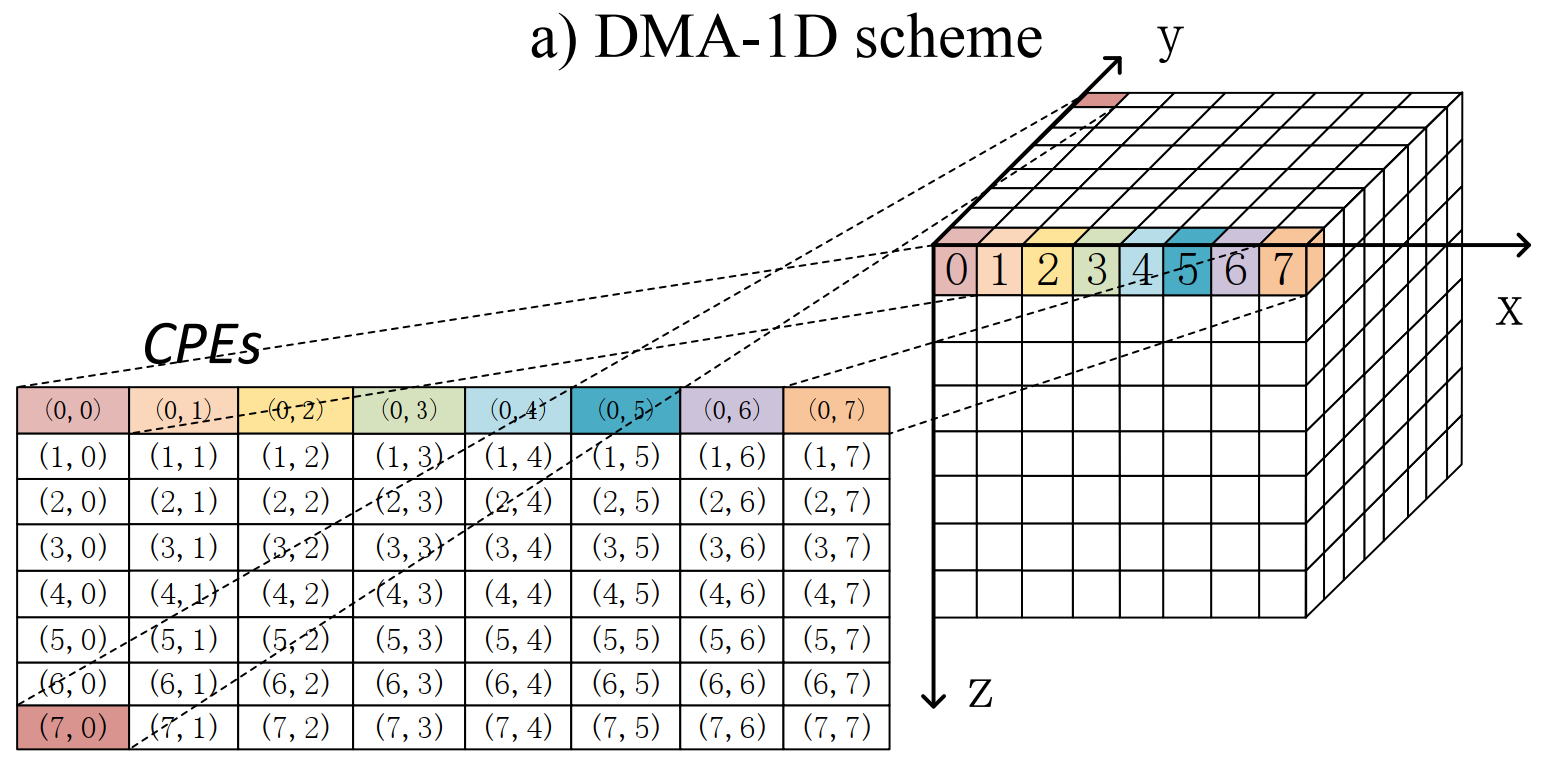 a) DMA-1D scheme
y
0 1 2 3 4 5 6 7
x
CPEs
(0,0) (0,1) (0,2) (0,3) (0,4) (0,5) (0,6) (0,7)
(1,0) (1,1) (1,2) (1,3) (1,4) (1,5) (1,6) (1,7)
(2,0) (2,1) (2,2) (2,3) (2,4) (2,5) (2,6) (2,7)
(3,0) (3,1) (3,2) (3,3) (3,4) (3,5) (3,6) (3,7)
(4,0) (4,1) (4,2) (4,3) (4,4) (4,5) (4,6) (4,7)
(5,0) (5,1) (5,2) (5,3) (5,4) (5,5) (5,6) (5,7)
(6,0) (6,1) (6,2) (6,3) (6,4) (6,5) (6,6) (6,7)
z
(7,0) (7,1) (7,2) (7,3) (7,4) (7,5) (7,6) (7,7)